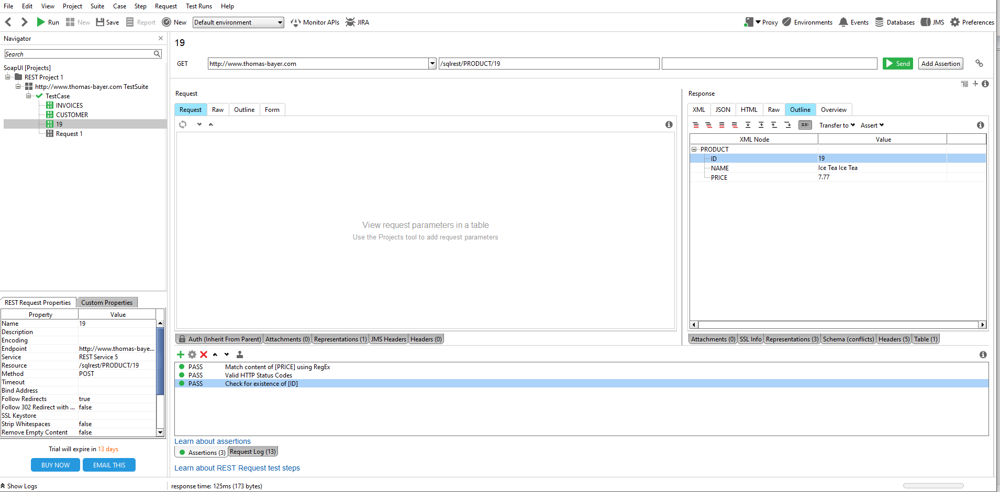 File Edit View Project Suite Case Step Request Test Runs Help
Run New Save Report New Default environment Monitor APIs JIRA Proxy Environments Events Databases JMS Preferences
Navigator
Search
SoapUI [Projects]
REST Project 1
http://www.thomas-bayer.com TestSuite
TestCase
INVOICES
CUSTOMER
19
Request 1
REST Request Properties Custom Properties
Property Value
Name 19
Description
Encoding
Endpoint http://www.thomas-baye...
Service REST Service 5
Resource /sqlrest/PRODUCT/19
Method POST
Timeout
Bind Address
Follow Redirects true
Follow 302 Redirect with ... false
SSL Keystore
Strip Whitespaces false
Remove Empty Content false
Trial will expire in 13 days
BUY NOW EMAIL THIS
19
GET http://www.thomas-bayer.com /sqlrest/PRODUCT/19 Send Add Assertion
Request
Request Raw Outline Form
View request parameters in a table
Use the Projects tool to add request parameters
Auth (Inherit From Parent) Attachments (0) Representations (1) JMS Headers Headers (0)
Response
XML JSON HTML Raw Outline Overview
XS: Transfer to Assert
XML Node Value
PRODUCT
ID 19
NAME Ice Tea Ice Tea
PRICE 7.77
Attachments (0) SSL Info Representations (3) Schema (conflicts) Headers (5) Table (1)
PASS Match content of [PRICE] using RegEx
PASS Valid HTTP Status Codes
PASS Check for existence of [ID]
Learn about assertions
Assertions (3) Request Log (13)
Learn about REST Request test steps
Show Logs response time: 125ms (173 bytes)